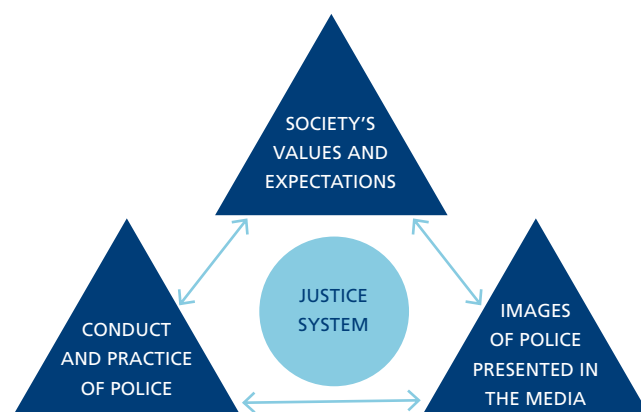 SOCIETY'S
VALUES AND
EXPECTATIONS
JUSTICE
SYSTEM
CONDUCT
AND PRACTICE
OF POLICE
IMAGES
OF POLICE
PRESENTED IN
THE MEDIA